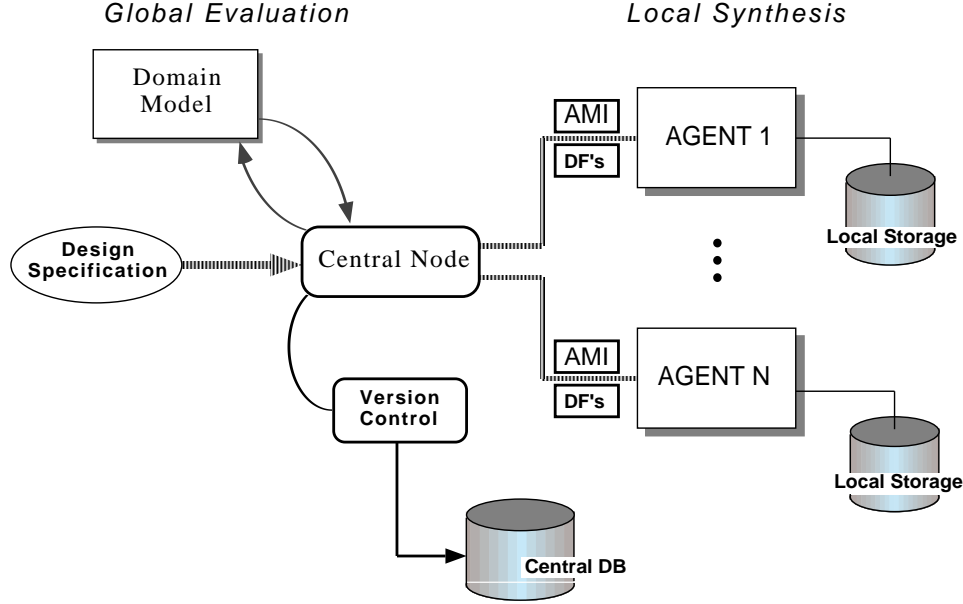 Global Evaluation
Local Synthesis
Domain
Model
AMI
DF's
AGENT 1
Local Storage
Design
Specification
Central Node
AMI
DF's
AGENT N
Local Storage
Version
Control
Central DB